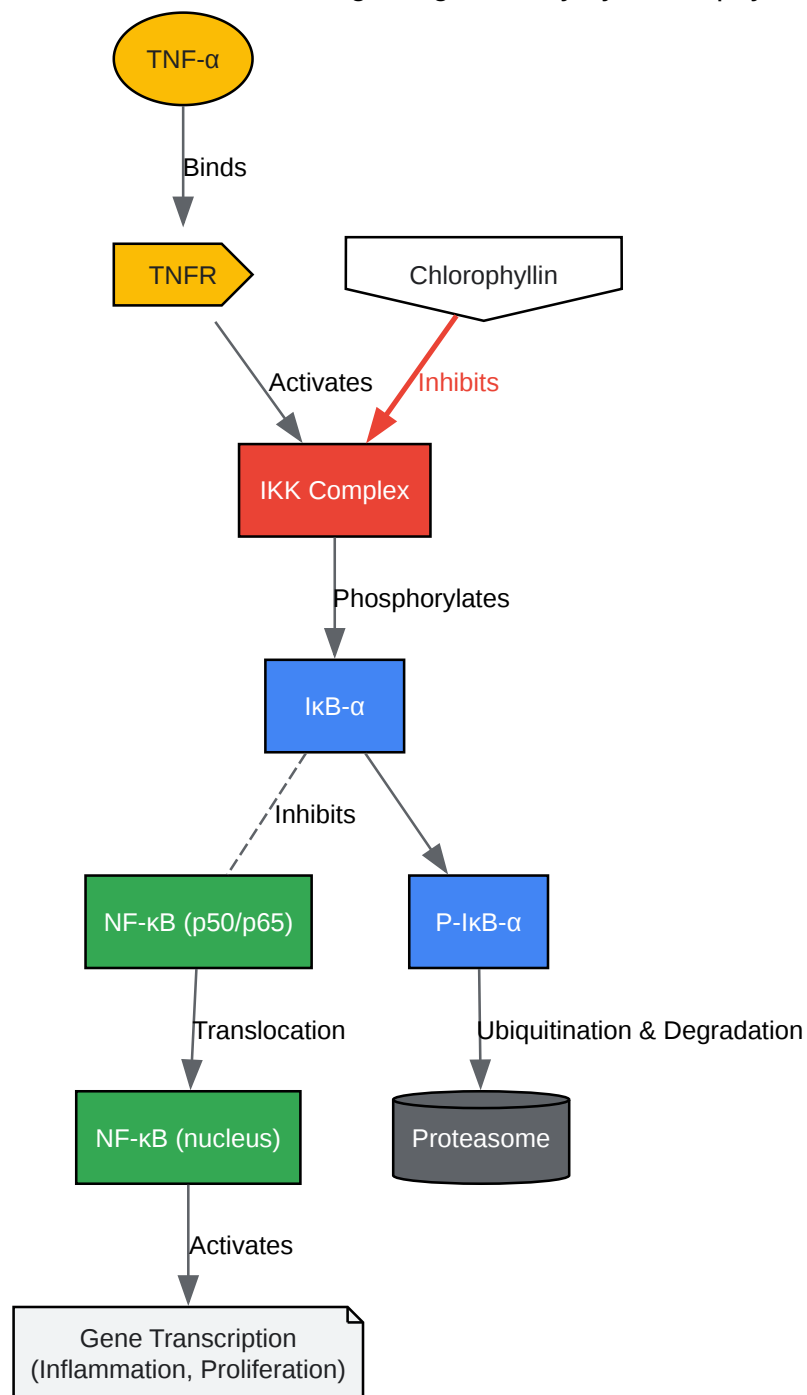 TNF-α
Binds
TNFR
Chlorophyllin
Activates
Inhibits
IKK Complex
Phosphorylates
IκB-α
Inhibits
NF-κB (p50/p65)
P-IκB-α
Translocation
Ubiquitination & Degradation
NF-κB (nucleus)
Proteasome
Activates
Gene Transcription
(Inflammation, Proliferation)